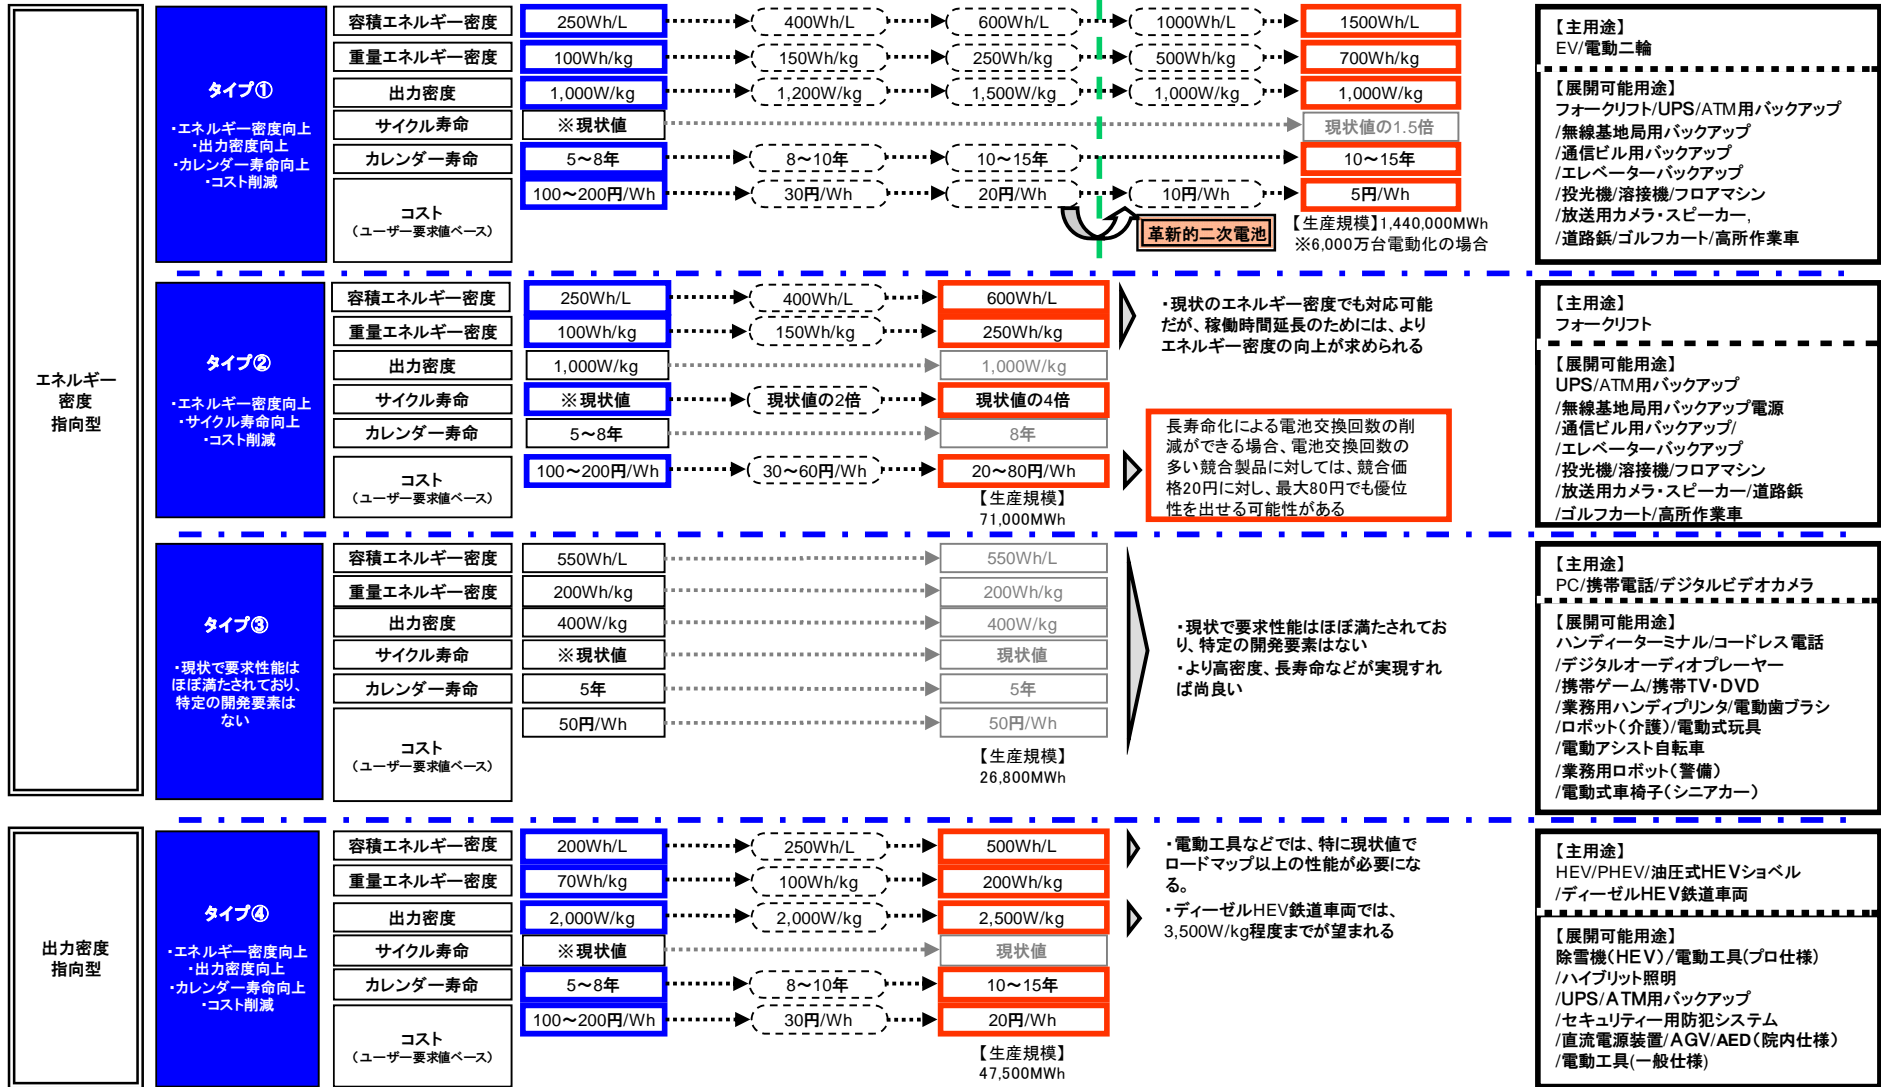 エネルギー
密度
指向型
タイプ①
・エネルギー密度向上
・出力密度向上
・カレンダー寿命向上
・コスト削減
容積エネルギー密度
250Wh/L
400Wh/L
600Wh/L
1000Wh/L
1500Wh/L
重量エネルギー密度
100Wh/kg
150Wh/kg
250Wh/kg
500Wh/kg
700Wh/kg
出力密度
1,000W/kg
1,200W/kg
1,500W/kg
1,000W/kg
1,000W/kg
サイクル寿命
※現状値
現状値の1.5倍
カレンダー寿命
5～8年
8～10年
10～15年
10～15年
コスト
（ユーザー要求値ベース）
100～200円/Wh
30円/Wh
20円/Wh
10円/Wh
5円/Wh
革新的二次電池
【生産規模】1,440,000MWh
※6,000万台電動化の場合
【主用途】
EV/電動二輪
【展開可能用途】
フォークリフト/UPS/ATM用バックアップ
/無線基地局用バックアップ
/通信ビル用バックアップ
/エレベーターバックアップ
/投光機/溶接機/フロアマシン
/放送用カメラ・スピーカー,
/道路鋲/ゴルフカート/高所作業車
タイプ②
・エネルギー密度向上
・サイクル寿命向上
・コスト削減
容積エネルギー密度
250Wh/L
400Wh/L
600Wh/L
重量エネルギー密度
100Wh/kg
150Wh/kg
250Wh/kg
出力密度
1,000W/kg
1,000W/kg
サイクル寿命
※現状値
現状値の2倍
現状値の4倍
カレンダー寿命
5～8年
8年
コスト
（ユーザー要求値ベース）
100～200円/Wh
30～60円/Wh
20～80円/Wh
【生産規模】
71,000MWh
・現状のエネルギー密度でも対応可能
だが、稼働時間延長のためには、より
エネルギー密度の向上が求められる
長寿命化による電池交換回数の削
減ができる場合、電池交換回数の
多い競合製品に対しては、競合価
格20円に対し、最大80円でも優位
性を出せる可能性がある
【主用途】
フォークリフト
【展開可能用途】
UPS/ATM用バックアップ
/無線基地局用バックアップ電源
/通信ビル用バックアップ/
/エレベーターバックアップ
/投光機/溶接機/フロアマシン
/放送用カメラ・スピーカー/道路鋲
/ゴルフカート/高所作業車
タイプ③
・現状で要求性能は
ほぼ満たされており、
特定の開発要素は
ない
容積エネルギー密度
550Wh/L
550Wh/L
重量エネルギー密度
200Wh/kg
200Wh/kg
出力密度
400W/kg
400W/kg
サイクル寿命
※現状値
現状値
カレンダー寿命
5年
5年
コスト
（ユーザー要求値ベース）
50円/Wh
50円/Wh
【生産規模】
26,800MWh
・現状で要求性能はほぼ満たされてお
り、特定の開発要素はない
・より高密度、長寿命などが実現すれ
ば尚良い
【主用途】
PC/携帯電話/デジタルビデオカメラ
【展開可能用途】
ハンディーターミナル/コードレス電話
/デジタルオーディオプレーヤー
/携帯ゲーム/携帯TV・DVD
/業務用ハンディプリンタ/電動歯ブラシ
/ロボット（介護）/電動式玩具
/電動アシスト自転車
/業務用ロボット（警備）
/電動式車椅子（シニアカー）
出力密度
指向型
タイプ④
・エネルギー密度向上
・出力密度向上
・カレンダー寿命向上
・コスト削減
容積エネルギー密度
200Wh/L
250Wh/L
500Wh/L
重量エネルギー密度
70Wh/kg
100Wh/kg
200Wh/kg
出力密度
2,000W/kg
2,000W/kg
2,500W/kg
サイクル寿命
※現状値
現状値
カレンダー寿命
5～8年
8～10年
10～15年
コスト
（ユーザー要求値ベース）
100～200円/Wh
30円/Wh
20円/Wh
【生産規模】
47,500MWh
・電動工具などでは、特に現状値で
ロードマップ以上の性能が必要にな
る。
・ディーゼルHEV鉄道車両では、
3,500W/kg程度までが望まれる
【主用途】
HEV/PHEV/油圧式HEVショベル
/ディーゼルHEV鉄道車両
【展開可能用途】
除雪機（HEV）/電動工具(プロ仕様)
/ハイブリット照明
/UPS/ATM用バックアップ
/セキュリティー用防犯システム
/直流電源装置/AGV/AED（院内仕様）
/電動工具(一般仕様)